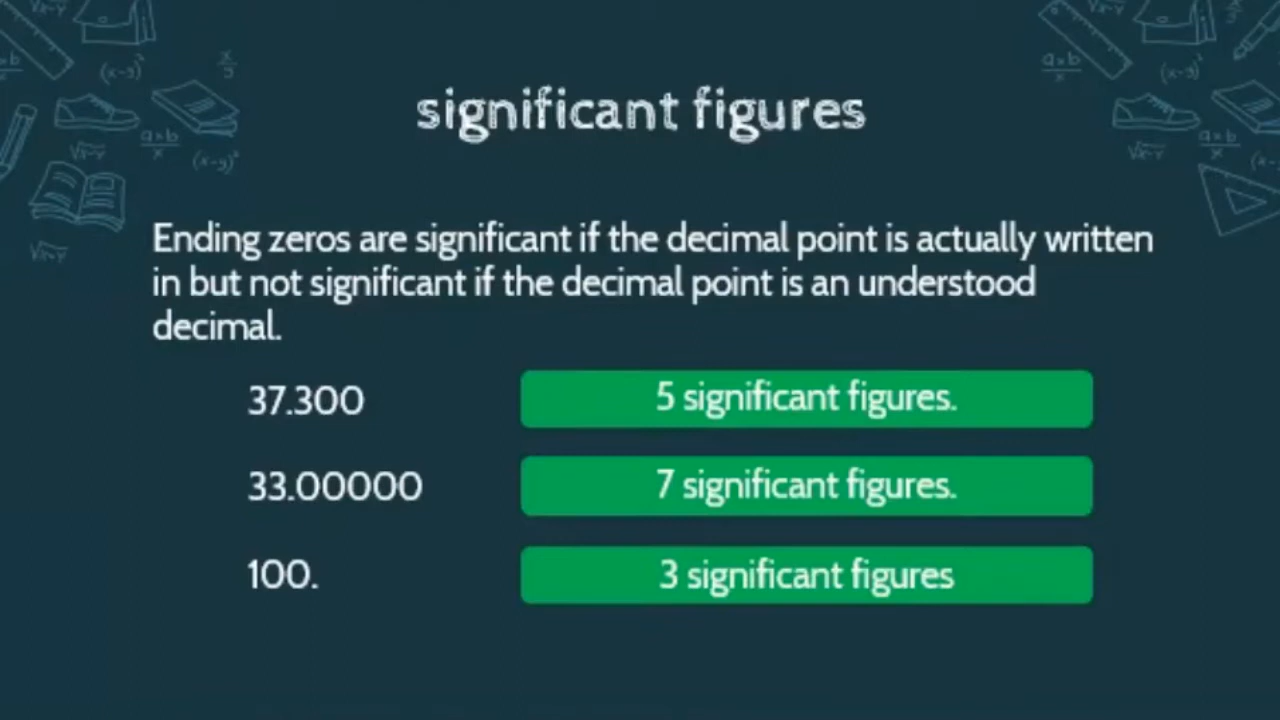 significant figures
Ending zeros are significant if the decimal point is actually written
in but not significant if the decimal point is an understood
decimal.
37.300 5 significant figures.
33.00000 7 significant figures.
100. 3 significant figures